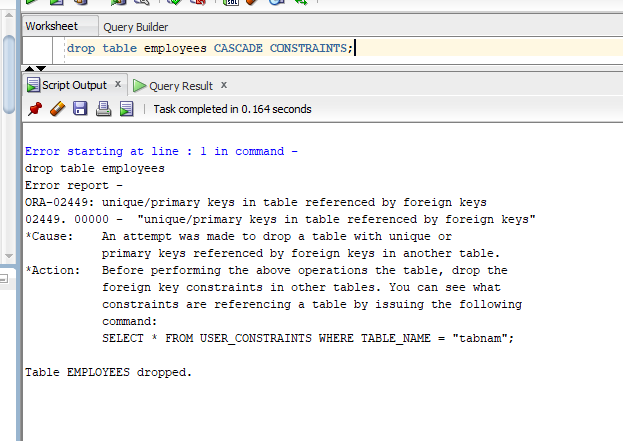 Worksheet Query Builder
drop table employees CASCADE CONSTRAINTS;
Script Output x Query Result x
Task completed in 0.164 seconds
Error starting at line : 1 in command -
drop table employees
Error report -
ORA-02449: unique/primary keys in table referenced by foreign keys
02449. 00000 - "unique/primary keys in table referenced by foreign keys"
*Cause: An attempt was made to drop a table with unique or
primary keys referenced by foreign keys in another table.
*Action: Before performing the above operations the table, drop the
foreign key constraints in other tables. You can see what
constraints are referencing a table by issuing the following
command:
SELECT * FROM USER_CONSTRAINTS WHERE TABLE_NAME = "tabnam";
Table EMPLOYEES dropped.